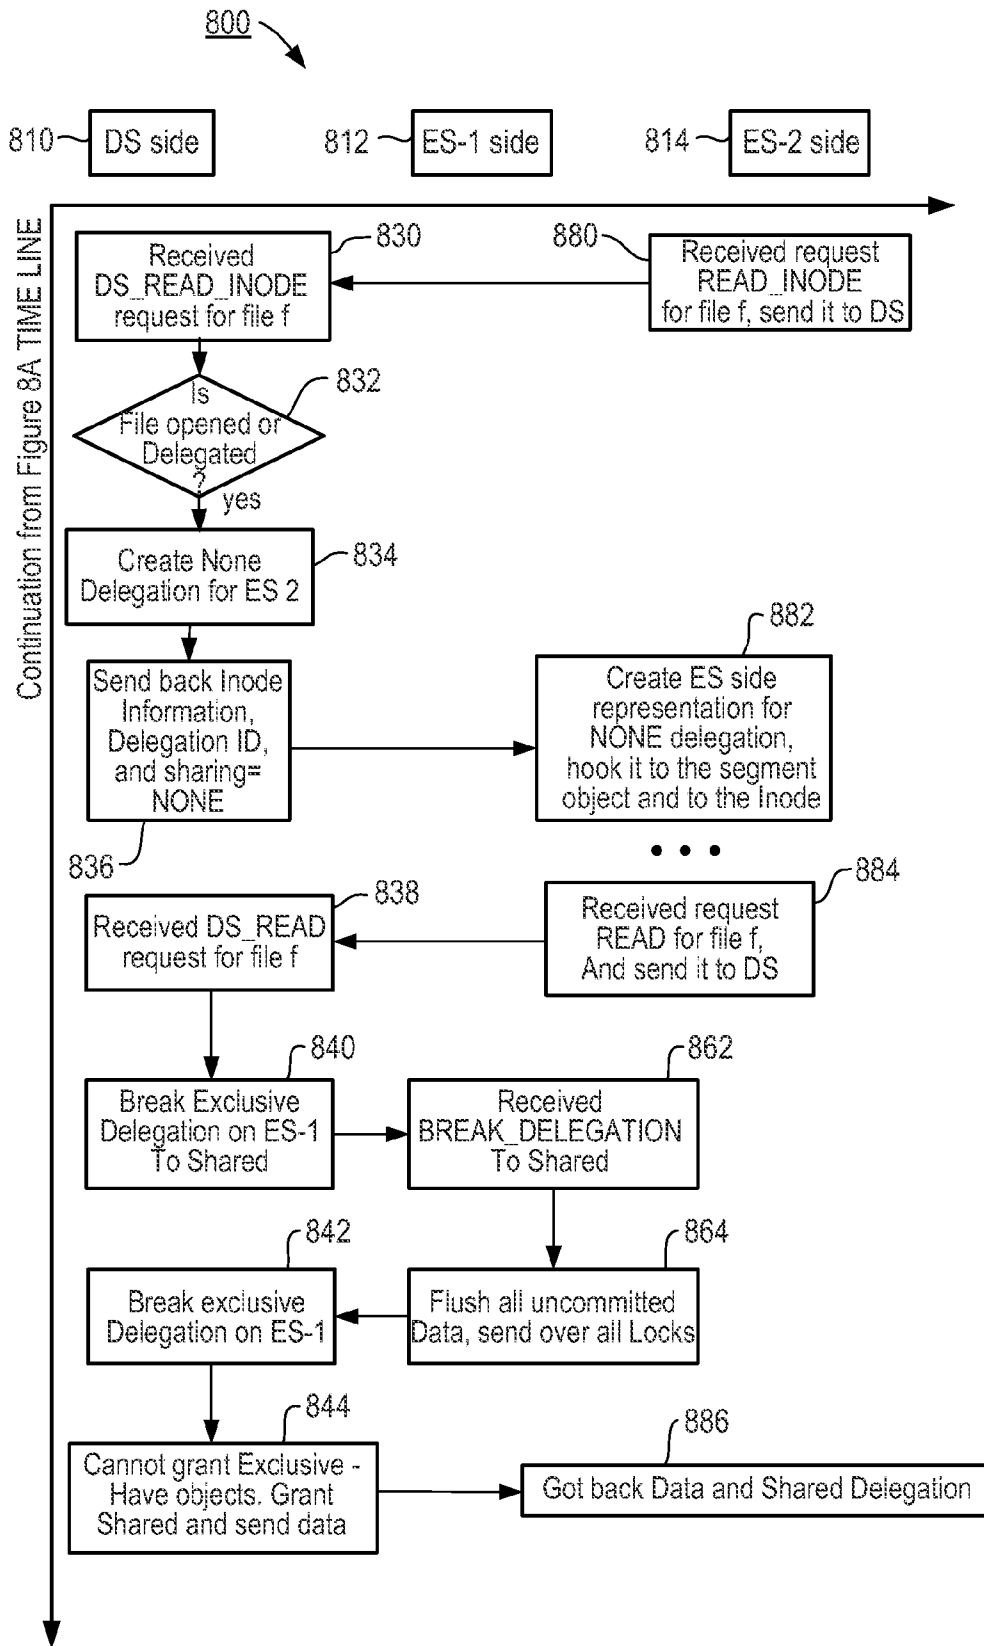 800
810
DS side
812
ES-1 side
814
ES-2 side
Continuation from Figure 8A TIME LINE
830
Received
DS_READ_INODE
request for file f
880
Received request
READ_INODE
for file f, send it to DS
832
Is
File opened or
Delegated
?
yes
834
Create None
Delegation for ES 2
836
Send back Inode
Information,
Delegation ID,
and sharing=
NONE
882
Create ES side
representation for
NONE delegation,
hook it to the segment
object and to the Inode
• • •
838
Received DS_READ
request for file f
884
Received request
READ for file f,
And send it to DS
840
Break Exclusive
Delegation on ES-1
To Shared
862
Received
BREAK_DELEGATION
To Shared
842
Break exclusive
Delegation on ES-1
864
Flush all uncommitted
Data, send over all Locks
844
Cannot grant Exclusive -
Have objects. Grant
Shared and send data
886
Got back Data and Shared Delegation